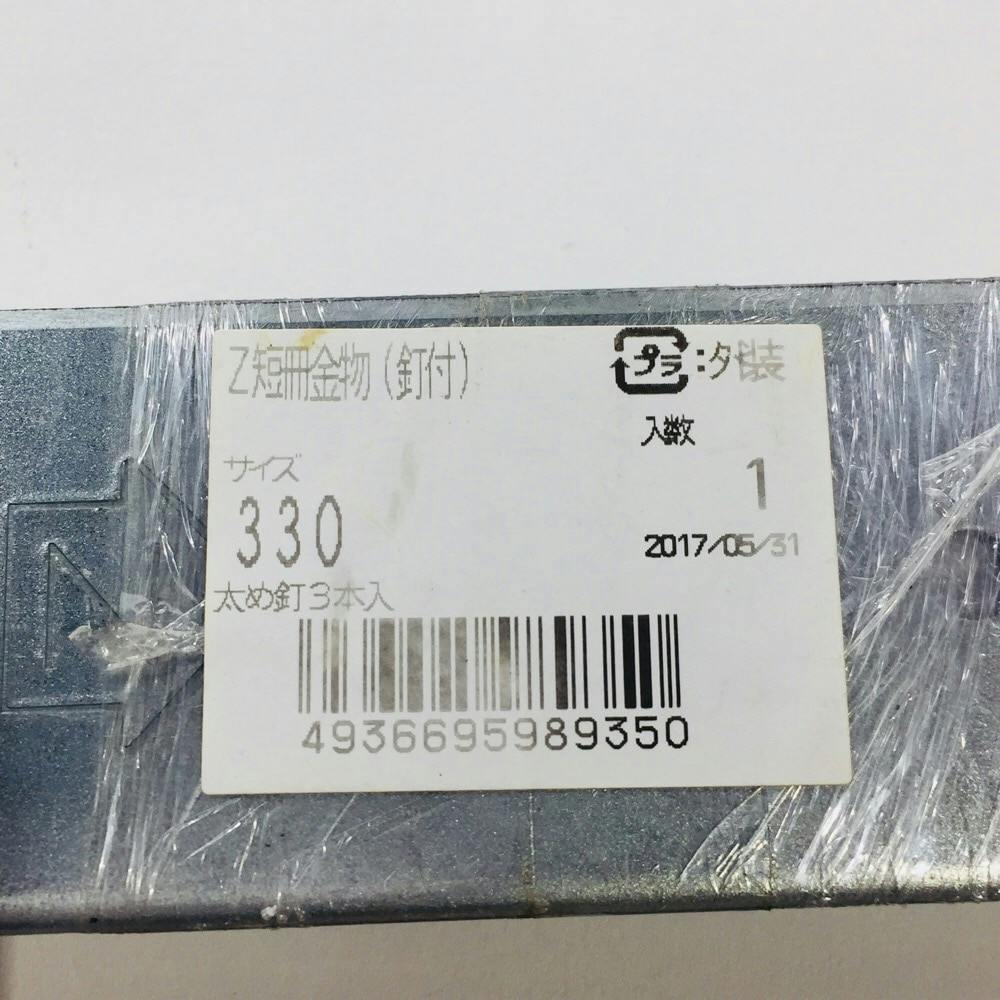 Z短冊金物（釘付）
プラ:外装
入数
1
サイズ
330
2017/05/31
太め釘3本入
4936695989350